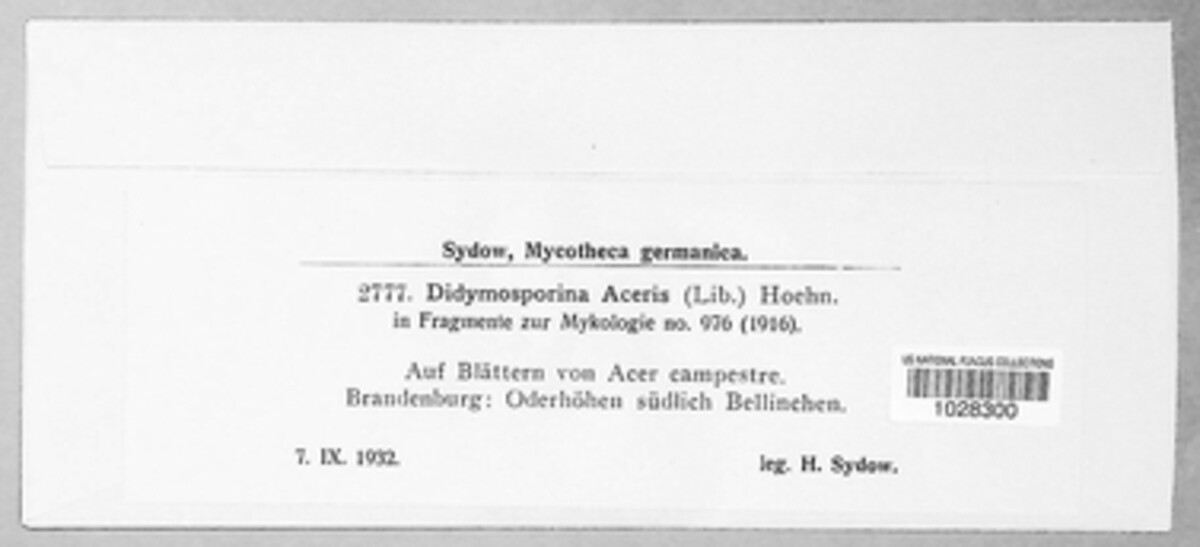 Sydow, Mycotheca germanica.
2777. Didymosporina Aceris (Lib.) Hoehn.
in Fragmente zur Mykologie no. 976 (1916).
Auf Blättern von Acer campestre.
Brandenburg: Oderhöhen südlich Bellinchen.
US NATIONAL FUNGUS COLLECTIONS
1028300
7. IX. 1932.
leg. H. Sydow.